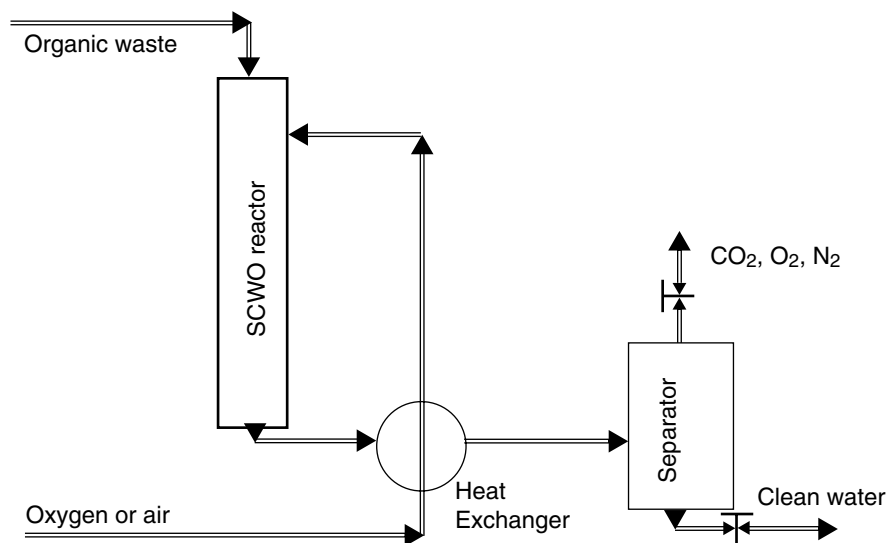 Organic waste
SCWO reactor
CO₂, O₂, N₂
Separator
Clean water
Heat
Exchanger
Oxygen or air